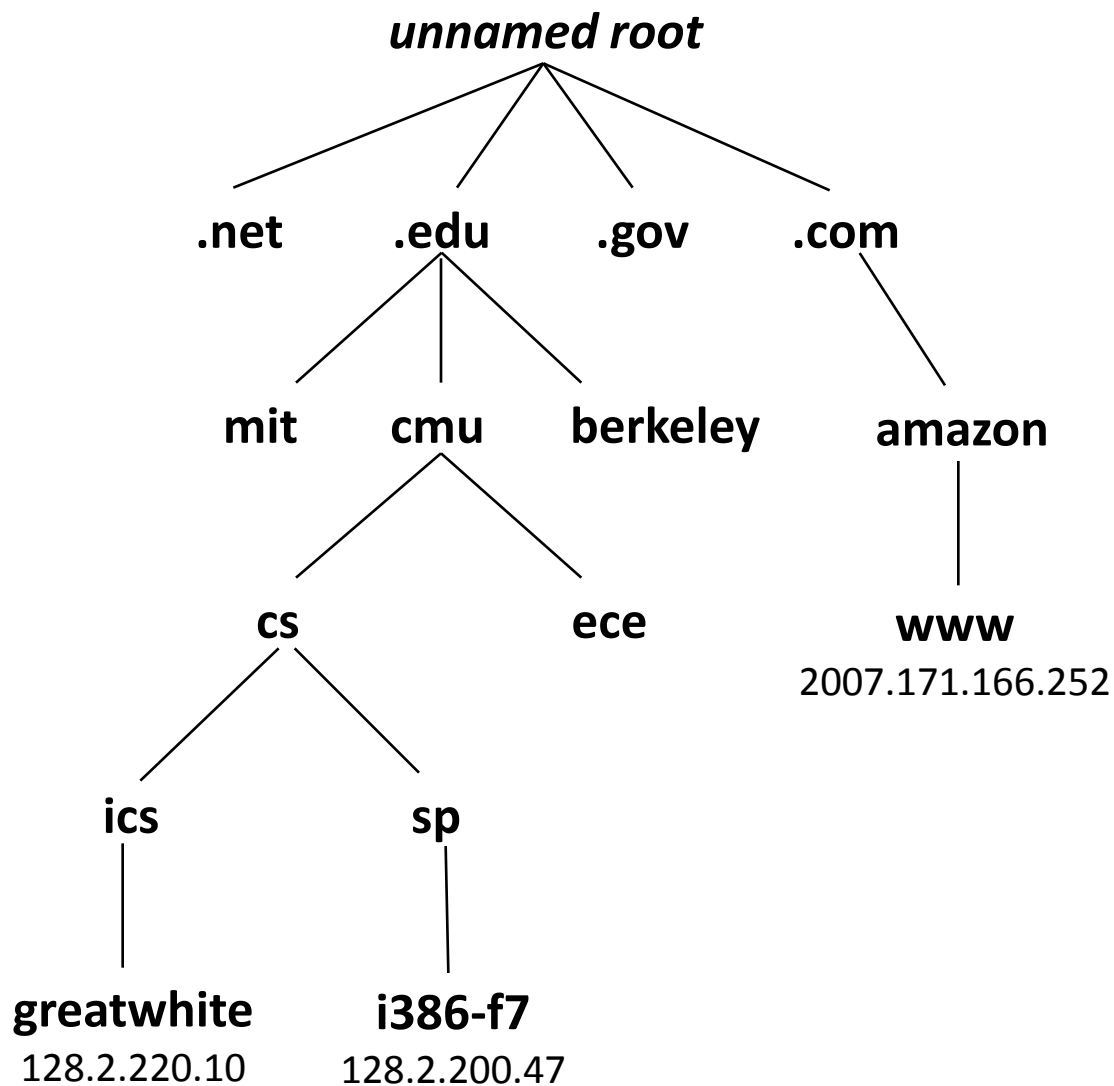 unnamed root
.net .edu .gov .com
mit cmu berkeley amazon
cs ece www
2007.171.166.252
ics sp
greatwhite i386-f7
128.2.220.10 128.2.200.47